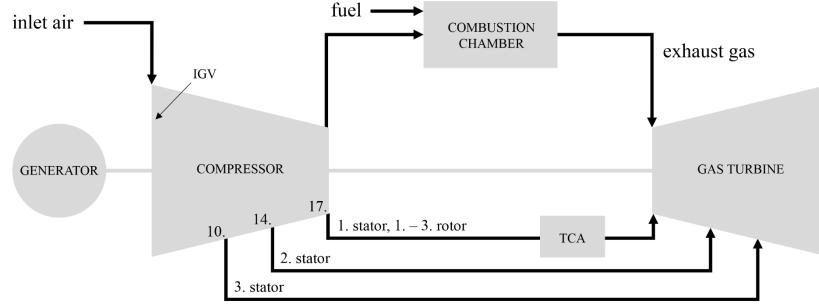 fuel
inlet air
COMBUSTION
CHAMBER
exhaust gas
IGV
GENERATOR
COMPRESSOR
GAS TURBINE
17.
14.
10.
1. stator, 1. – 3. rotor
TCA
2. stator
3. stator